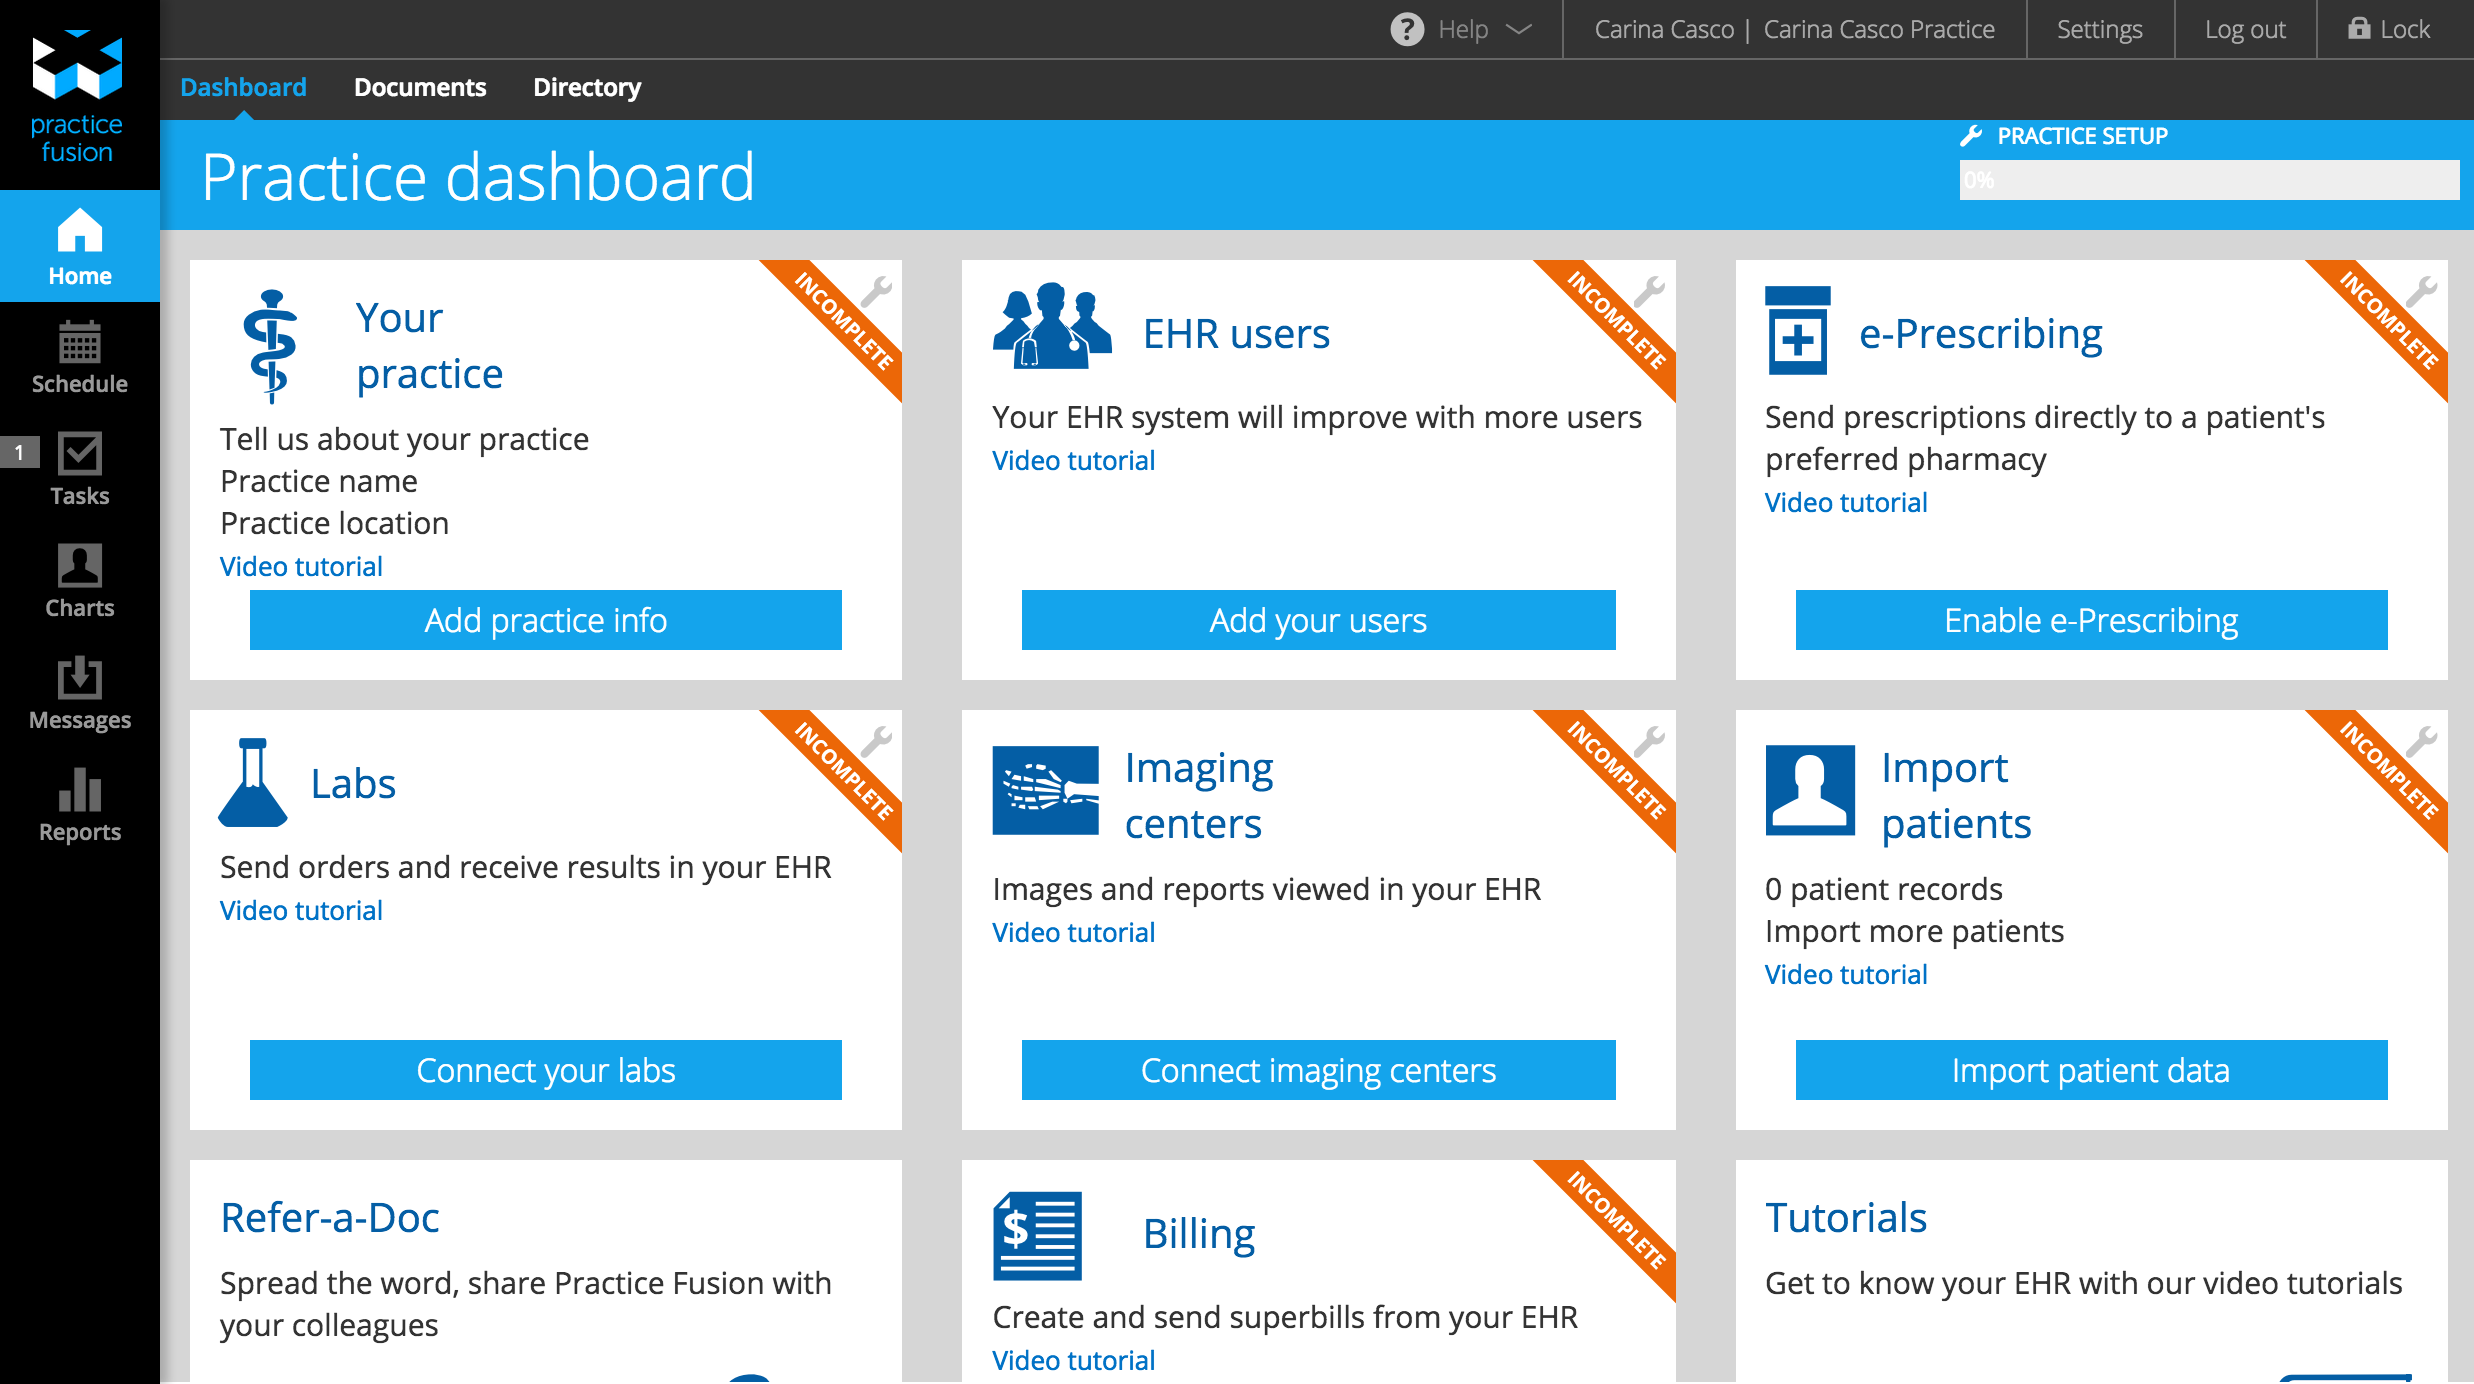 ? Help
Carina Casco | Carina Casco Practice
Settings
Log out
Lock
practice
fusion
Dashboard
Documents
Directory
Practice dashboard
PRACTICE SETUP
0%
Home
Schedule
1
Tasks
Charts
Messages
Reports
Your
practice
INCOMPLETE
Tell us about your practice
Practice name
Practice location
Video tutorial
Add practice info
EHR users
INCOMPLETE
Your EHR system will improve with more users
Video tutorial
Add your users
e-Prescribing
INCOMPLETE
Send prescriptions directly to a patient's
preferred pharmacy
Video tutorial
Enable e-Prescribing
Labs
INCOMPLETE
Send orders and receive results in your EHR
Video tutorial
Connect your labs
Imaging
centers
INCOMPLETE
Images and reports viewed in your EHR
Video tutorial
Connect imaging centers
Import
patients
INCOMPLETE
0 patient records
Import more patients
Video tutorial
Import patient data
Refer-a-Doc
Spread the word, share Practice Fusion with
your colleagues
$
Billing
INCOMPLETE
Create and send superbills from your EHR
Video tutorial
Tutorials
Get to know your EHR with our video tutorials